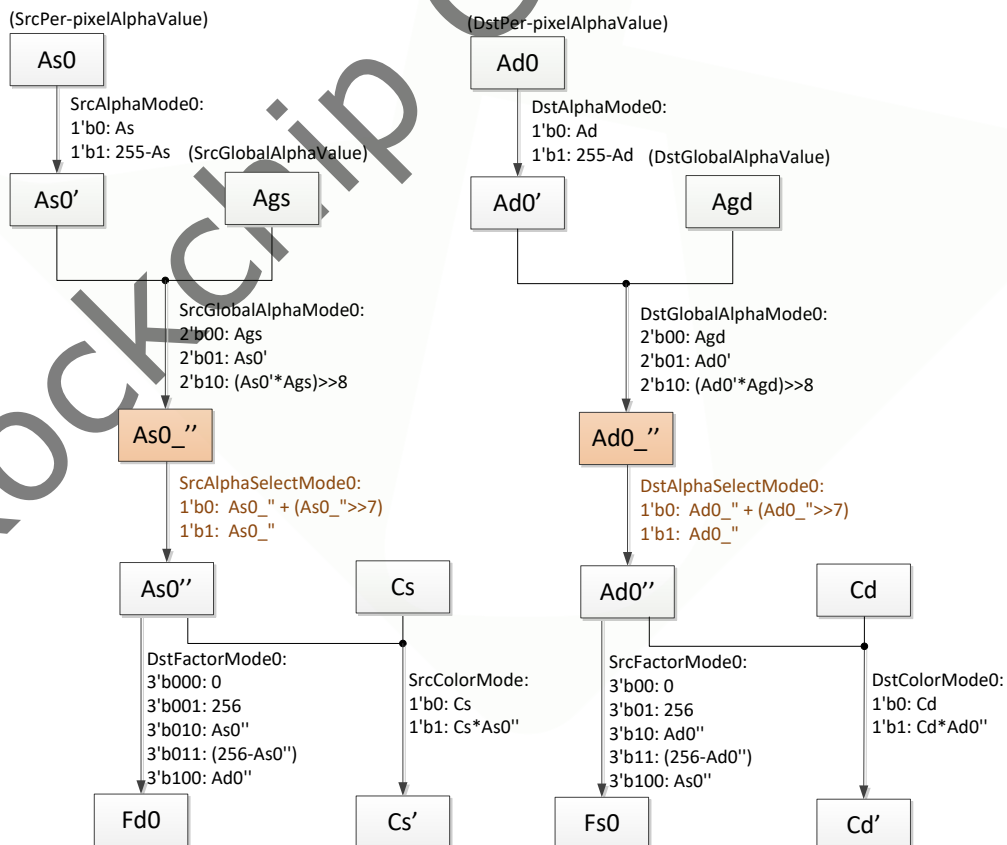 (SrcPer-pixelAlphaValue)
As0
SrcAlphaMode0:
1'b0: As
1'b1: 255-As
(SrcGlobalAlphaValue)
As0'
Ags
SrcGlobalAlphaMode0:
2'b00: Ags
2'b01: As0'
2'b10: (As0'*Ags)>>8
As0_''
SrcAlphaSelectMode0:
1'b0: As0_" + (As0_">>7)
1'b1: As0_"
As0''
Cs
DstFactorMode0:
3'b000: 0
3'b001: 256
3'b010: As0''
3'b011: (256-As0'')
3'b100: Ad0''
SrcColorMode:
1'b0: Cs
1'b1: Cs*As0''
Fd0
Cs'
(DstPer-pixelAlphaValue)
Ad0
DstAlphaMode0:
1'b0: Ad
1'b1: 255-Ad
(DstGlobalAlphaValue)
Ad0'
Agd
DstGlobalAlphaMode0:
2'b00: Agd
2'b01: Ad0'
2'b10: (Ad0'*Agd)>>8
Ad0_''
DstAlphaSelectMode0:
1'b0: Ad0_" + (Ad0_">>7)
1'b1: Ad0_"
Ad0''
Cd
SrcFactorMode0:
3'b00: 0
3'b01: 256
3'b10: Ad0''
3'b11: (256-Ad0'')
3'b100: As0''
DstColorMode0:
1'b0: Cd
1'b1: Cd*Ad0''
Fs0
Cd'
ockchip